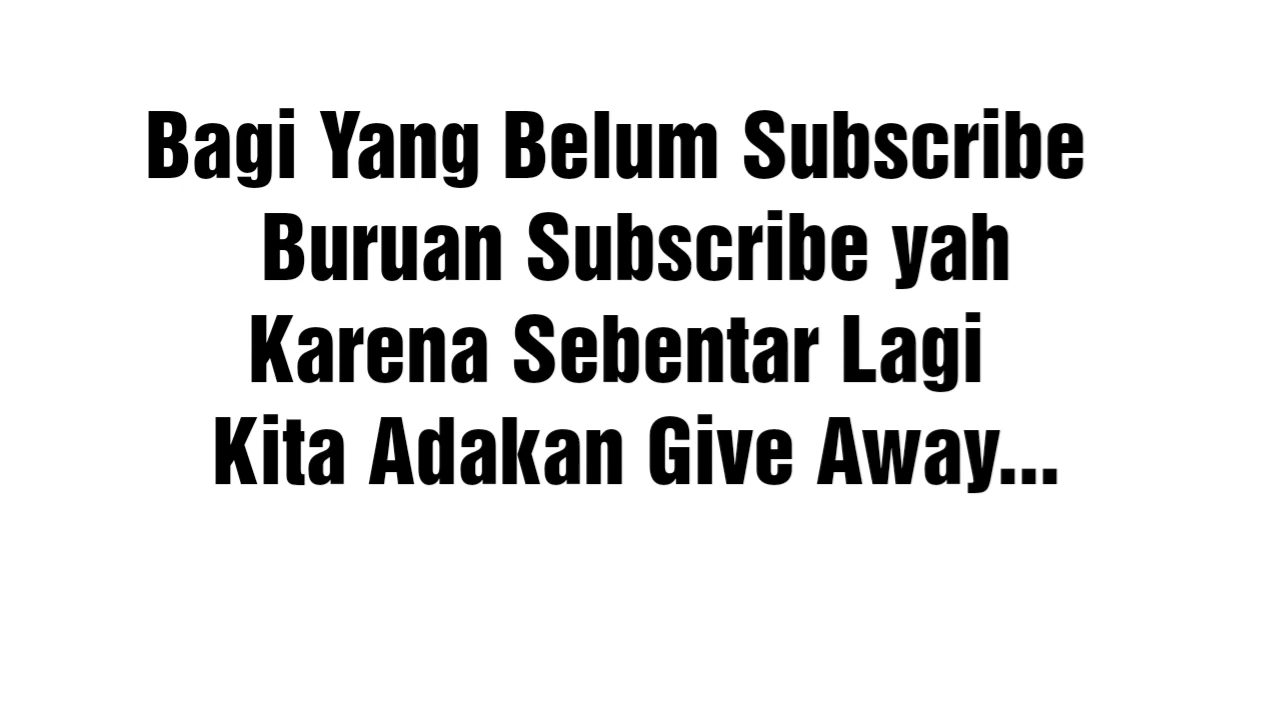 Bagi Yang Belum Subscribe
Buruan Subscribe yah
Karena Sebentar Lagi
Kita Adakan Give Away...